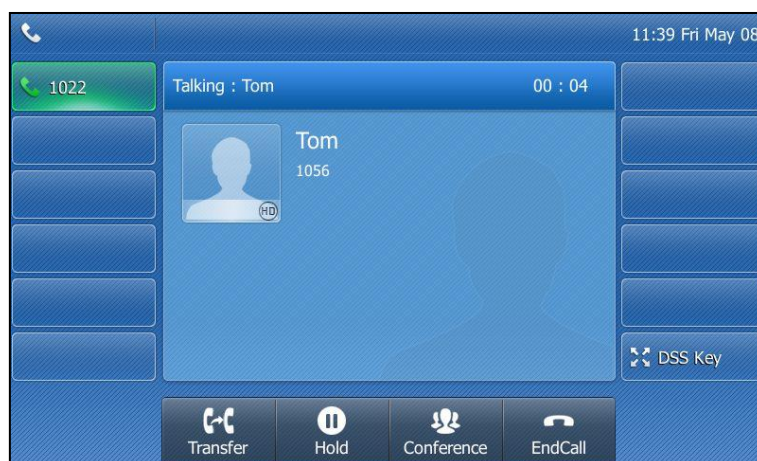 11:39 Fri May 08
1022
Talking : Tom 00 : 04
Tom
1056
HD
DSS Key
Transfer Hold Conference EndCall